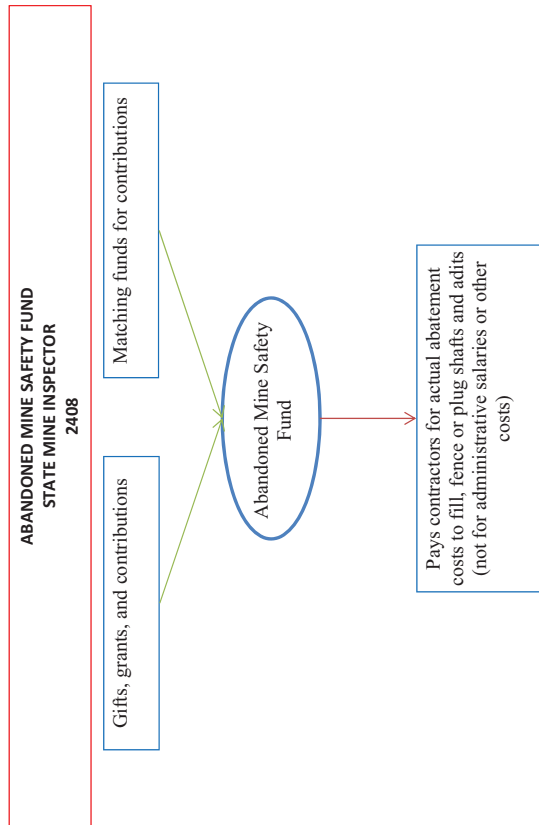 ABANDONED MINE SAFETY FUND
STATE MINE INSPECTOR
2408
Gifts, grants, and contributions
Matching funds for contributions
Abandoned Mine Safety
Fund
Pays contractors for actual abatement
costs to fill, fence or plug shafts and adits
(not for administrative salaries or other
costs)